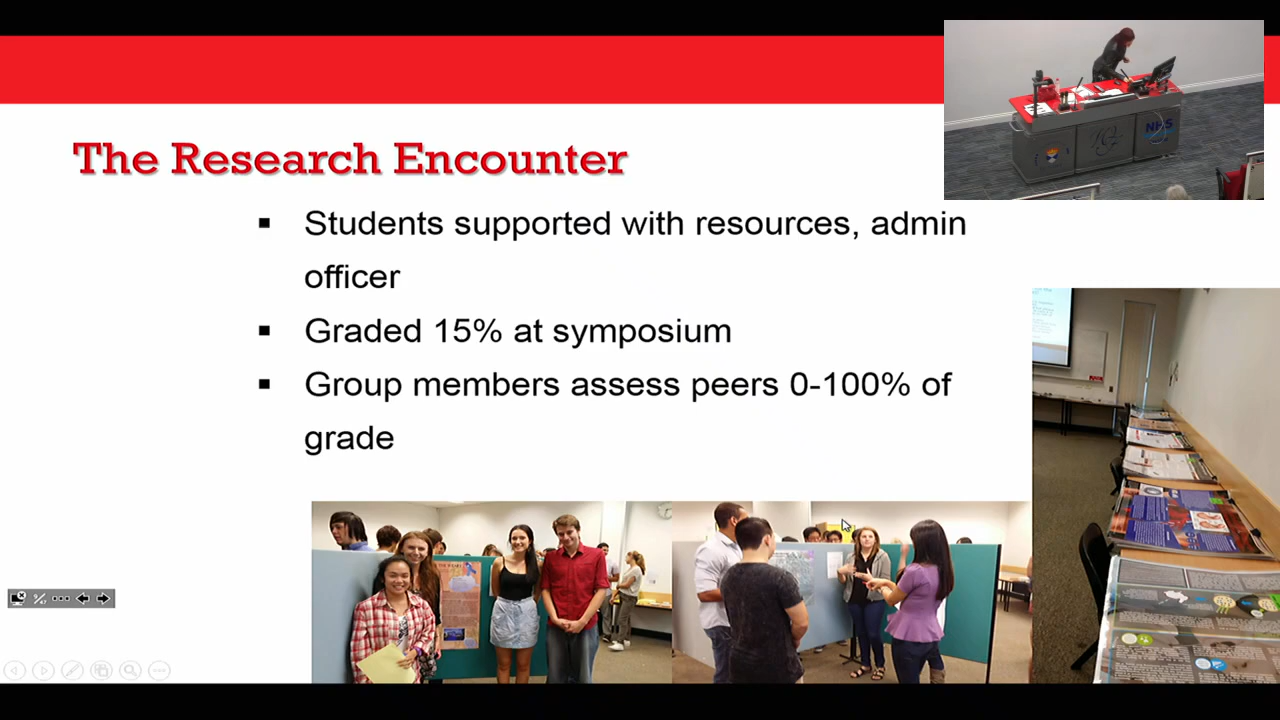 The Research Encounter
▪ Students supported with resources, admin
officer
▪ Graded 15% at symposium
▪ Group members assess peers 0-100% of
grade
NHS